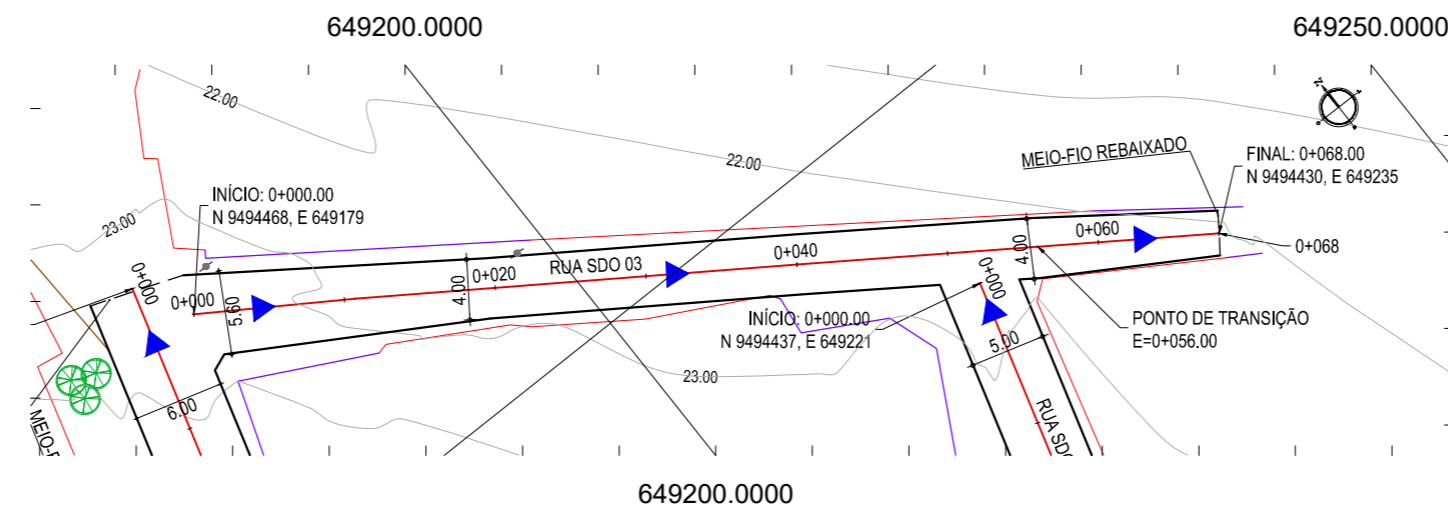 649200.0000
649250.0000
22.00
22.00
MEIO-FIO REBAIXADO
FINAL: 0+068.00
N 9494430, E 649235
INÍCIO: 0+000.00
N 9494468, E 649179
23.00
0+000
0+000
5.60
4.00
0+020
RUA SDO 03
0+040
4.00
0+060
0+068
0+000
INÍCIO: 0+000.00
N 9494437, E 649221
PONTO DE TRANSIÇÃO
E=0+056.00
5.00
23.00
6.00
RUA SDO
649200.0000